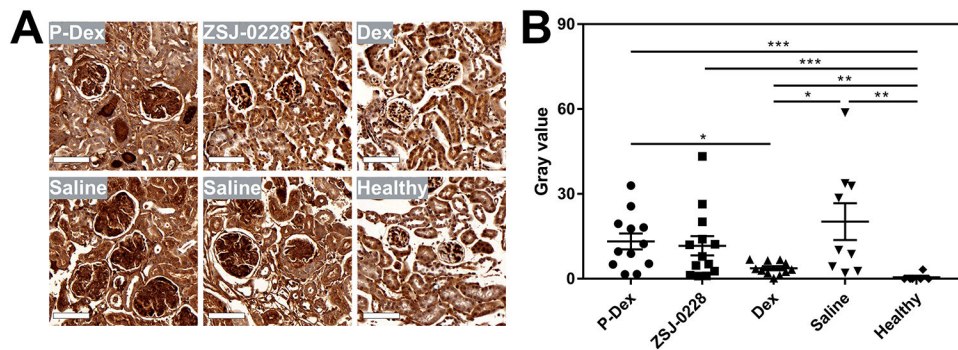 A
P-Dex
ZSJ-0228
Dex
Saline
Saline
Healthy
B
Gray value
90
60
30
0
***
***
**
* **
*
P-Dex
ZSJ-0228
Dex
Saline
Healthy